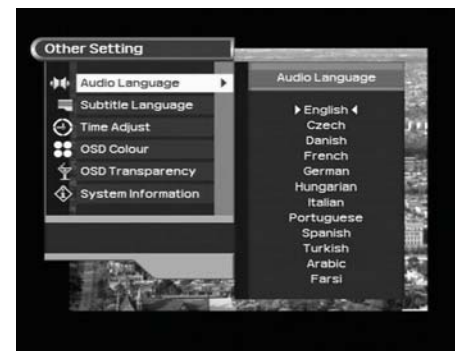 Other Setting
Audio Language
Subtitle Language
Time Adjust
OSD Colour
OSD Transparency
System Information
Audio Language
English
Czech
Danish
French
German
Hungarian
Italian
Portuguese
Spanish
Turkish
Arabic
Farsi